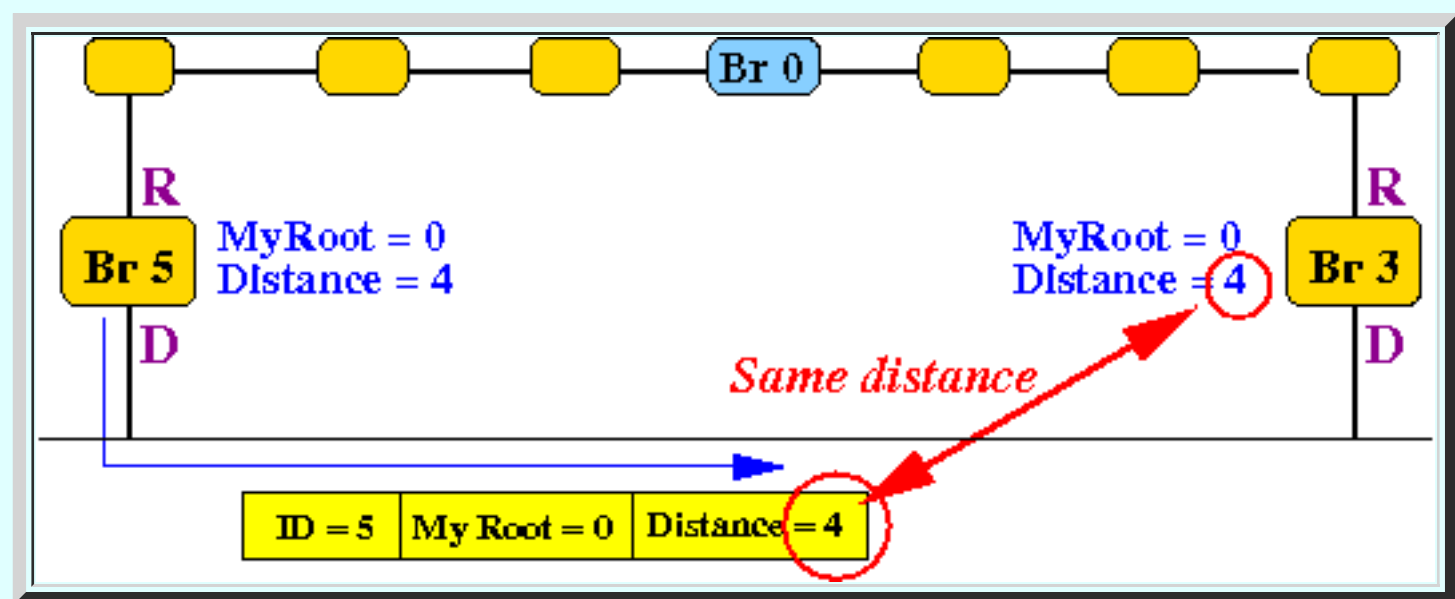 Br 0
R
R
MyRoot = 0
Distance = 4
Br 5
MyRoot = 0
Distance = 4
Br 3
D
D
Same distance
ID = 5
My Root = 0
Distance = 4